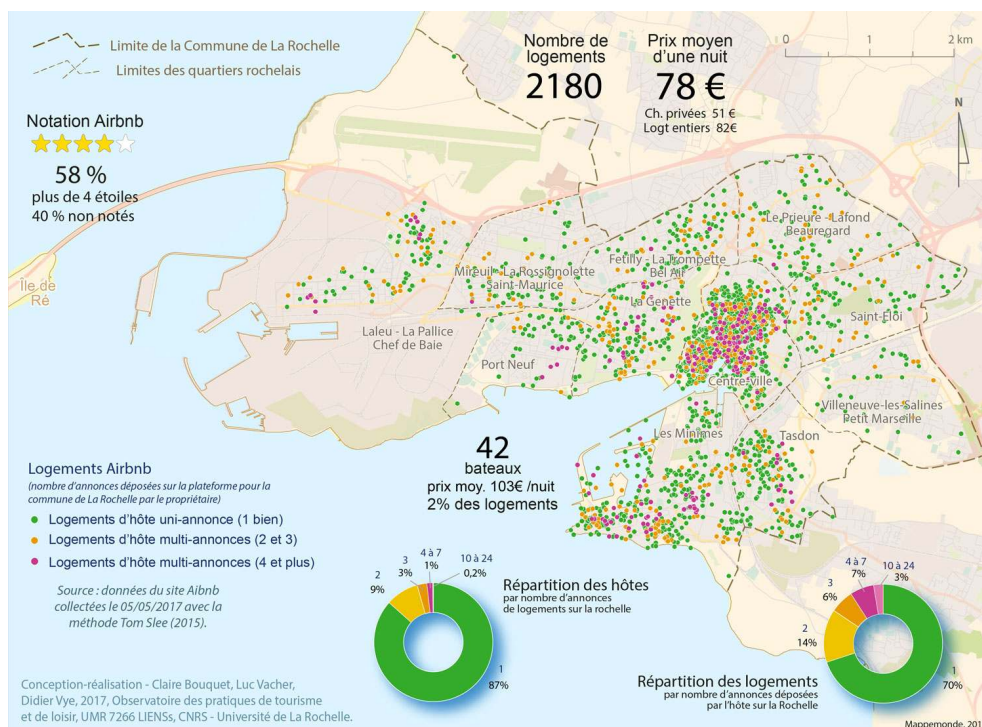 Limite de la Commune de La Rochelle
Limites des quartiers rochelais
Nombre de
logements
2180
Prix moyen
d'une nuit
78 €
Ch. privées 51 €
Logt entiers 82€
0 1 2 km
N
Notation Airbnb
58 %
plus de 4 étoiles
40 % non notés
Île de
Ré
Le Prieure - Lafond
Beauregard
Fetilly - La Trompette
Bel Air
Mireuil - La Rossignolette
Saint-Maurice
La Genette
Saint-Eloi
Laleu - La Pallice
Chef de Baie
Port Neuf
Centre-ville
Villeneuve-les-Salines
Petit Marseille
Les Minimes
Tasdon
42
bateaux
prix moy. 103€ /nuit
2% des logements
Logements Airbnb
(nombre d'annonces déposées sur la plateforme pour la
commune de La Rochelle par le propriétaire)
Logements d'hôte uni-annonce (1 bien)
Logements d'hôte multi-annonces (2 et 3)
Logements d'hôte multi-annonces (4 et plus)
Source : données du site Aibnb
collectées le 05/05/2017 avec la
méthode Tom Slee (2015).
2
9%
3
3%
4 à 7
1%
10 à 24
0,2%
1
87%
Répartition des hôtes
par nombre d'annonces
de logements sur la rochelle
2
14%
3
6%
4 à 7
7%
10 à 24
3%
1
70%
Répartition des logements
par nombre d'annonces déposées
par l'hôte sur la Rochelle
Conception-réalisation - Claire Bouquet, Luc Vacher,
Didier Vye, 2017, Observatoire des pratiques de tourisme
et de loisir, UMR 7266 LIENSs, CNRS - Université de La Rochelle.
Mappemonde, 201